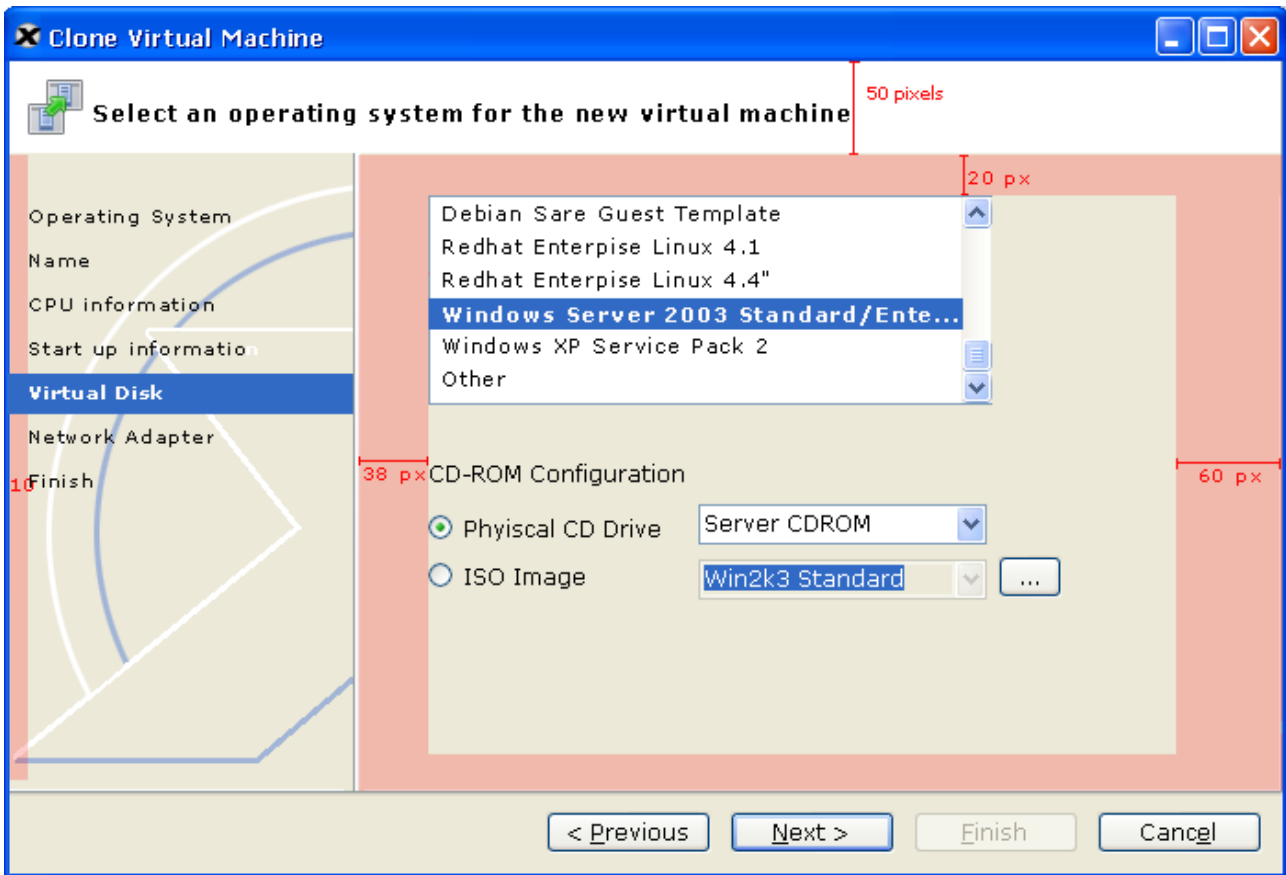 Clone Virtual Machine
Select an operating system for the new virtual machine
50 pixels
20 px
Operating System
Name
CPU information
Start up information
Virtual Disk
Network Adapter
Finish
10
Debian Sare Guest Template
Redhat Enterpise Linux 4.1
Redhat Enterpise Linux 4.4"
Windows Server 2003 Standard/Ente...
Windows XP Service Pack 2
Other
38 px
CD-ROM Configuration
60 px
Phyiscal CD Drive Server CDROM
ISO Image Win2k3 Standard ...
< Previous Next > Finish Cancel